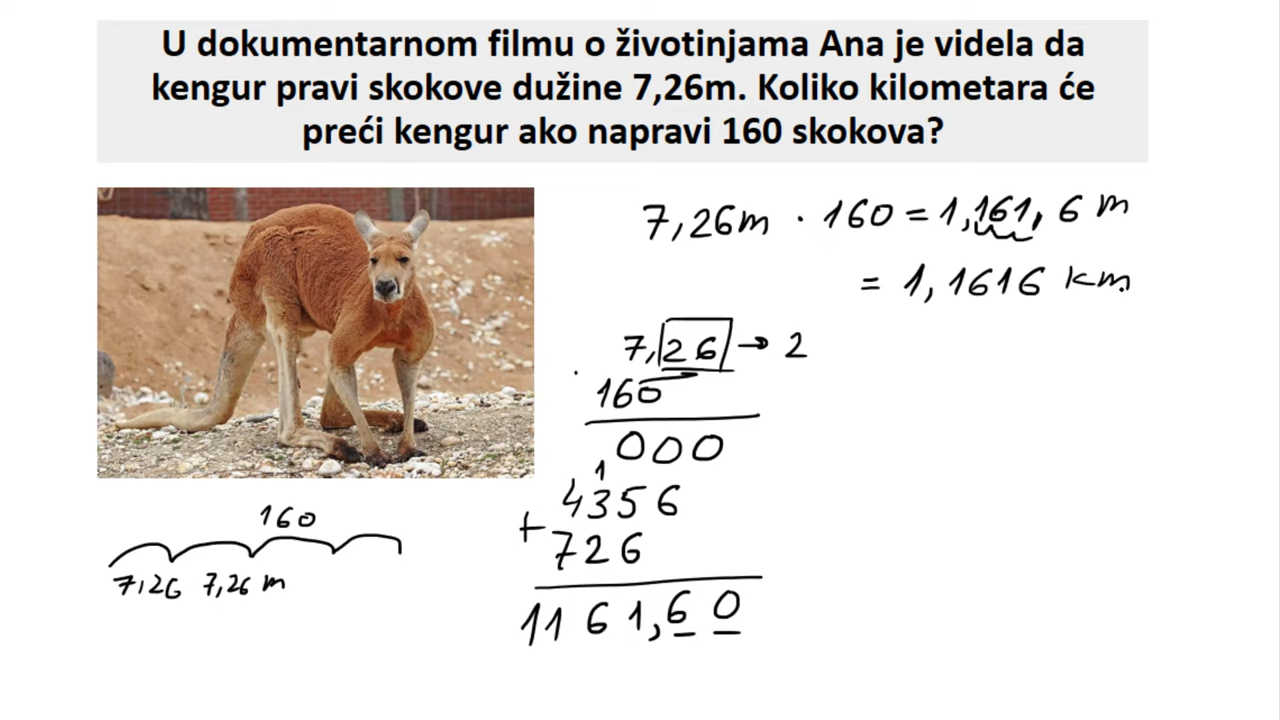 U dokumentarnom filmu o životinjama Ana je videla da
kengur pravi skokove dužine 7,26m. Koliko kilometara će
preći kengur ako napravi 160 skokova?
7,26m · 160 = 1,161,6 m
= 1,1616 km
7,26 → 2
160
000
1
4356
+ 726
1161,60
160
7,26 7,26 m